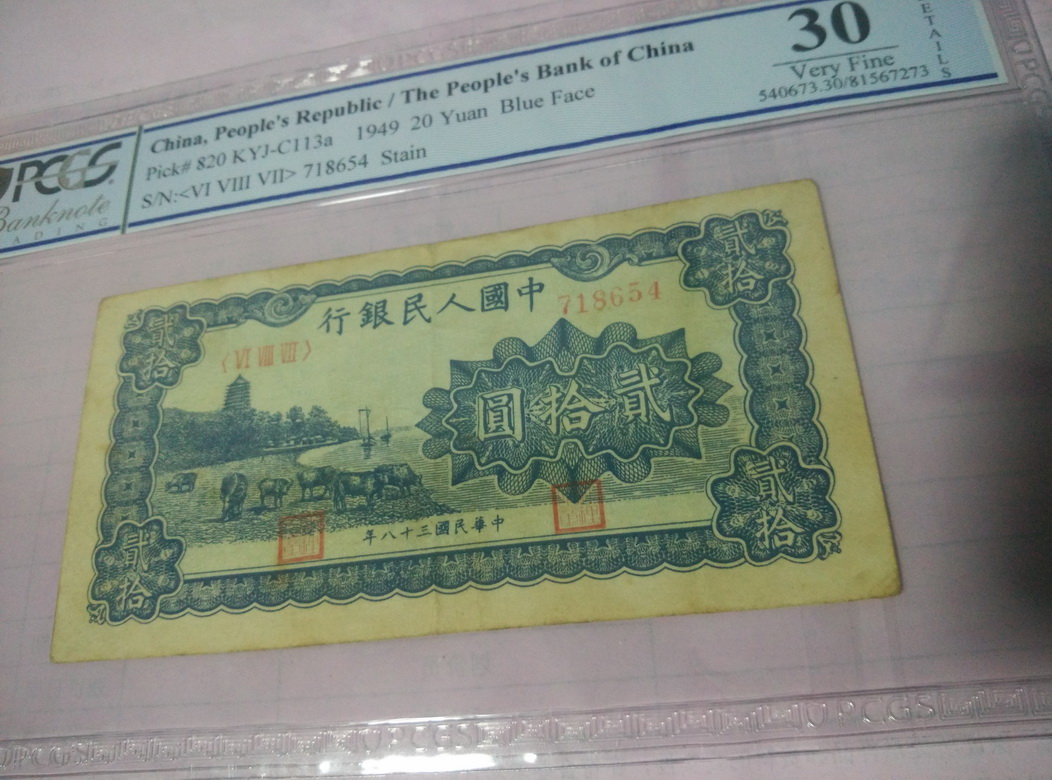 China, People's Republic / The People's Bank of China
Pick# 820 KYJ-C113a 1949 20 Yuan Blue Face
S/N:<VI VIII VII> 718654 Stain
30
Very Fine
540673.30/81567273
DETAILS
PCGS
Banknote
GRADING
行銀民人國中
718654
圓拾貳
貳拾
貳拾
貳拾
貳拾
年八十三國民華中
PCGS
PCGS
PCGS